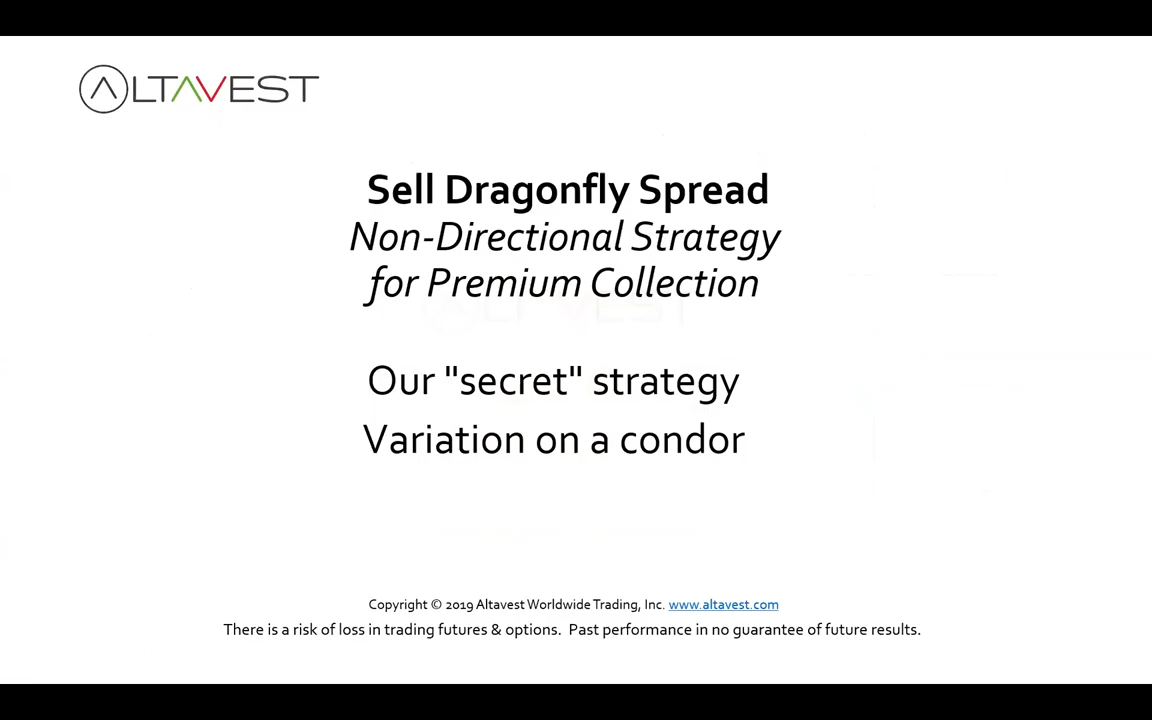 ALTAVEST
Sell Dragonfly Spread
Non-Directional Strategy
for Premium Collection
Our "secret" strategy
Variation on a condor
Copyright © 2019 Altavest Worldwide Trading, Inc. www.altavest.com
There is a risk of loss in trading futures & options. Past performance in no guarantee of future results.